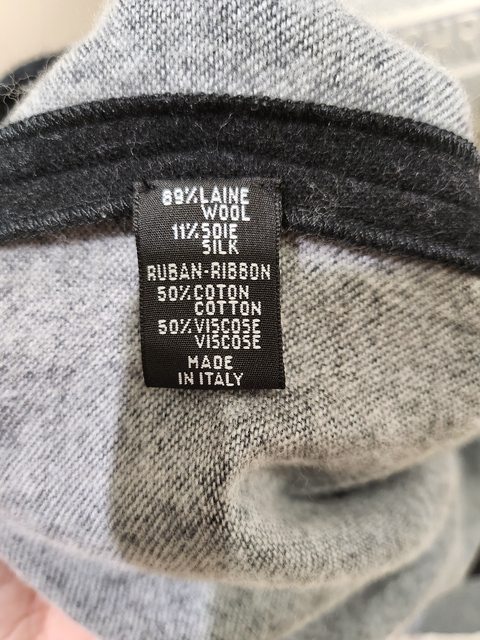 89%LAINE
WOOL
11%SOIE
SILK
RUBAN-RIBBON
50%COTON
COTTON
50%VISCOSE
VISCOSE
MADE
IN ITALY